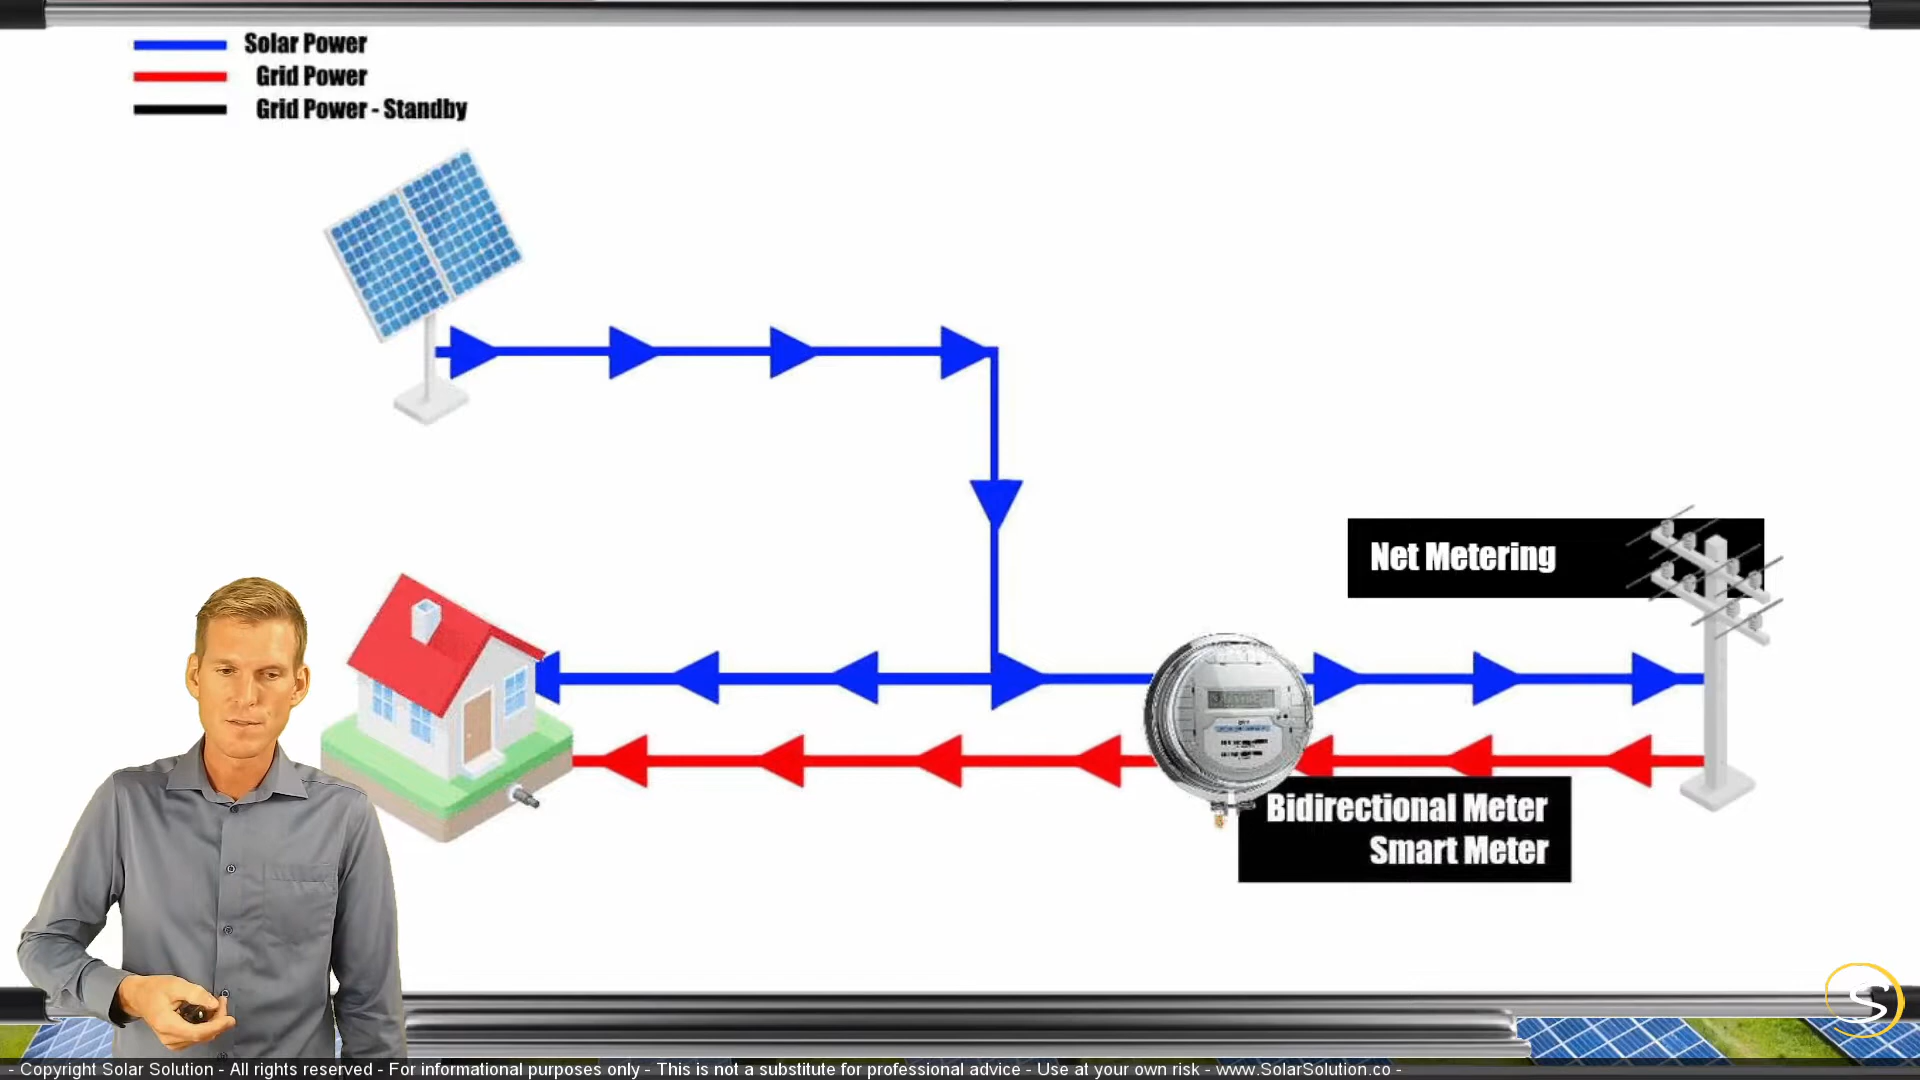 Solar Power
Grid Power
Grid Power - Standby
Net Metering
Bidirectional Meter
Smart Meter
S
- Copyright Solar Solution - All rights reserved - For informational purposes only - This is not a substitute for professional advice - Use at your own risk - www.SolarSolution.co -